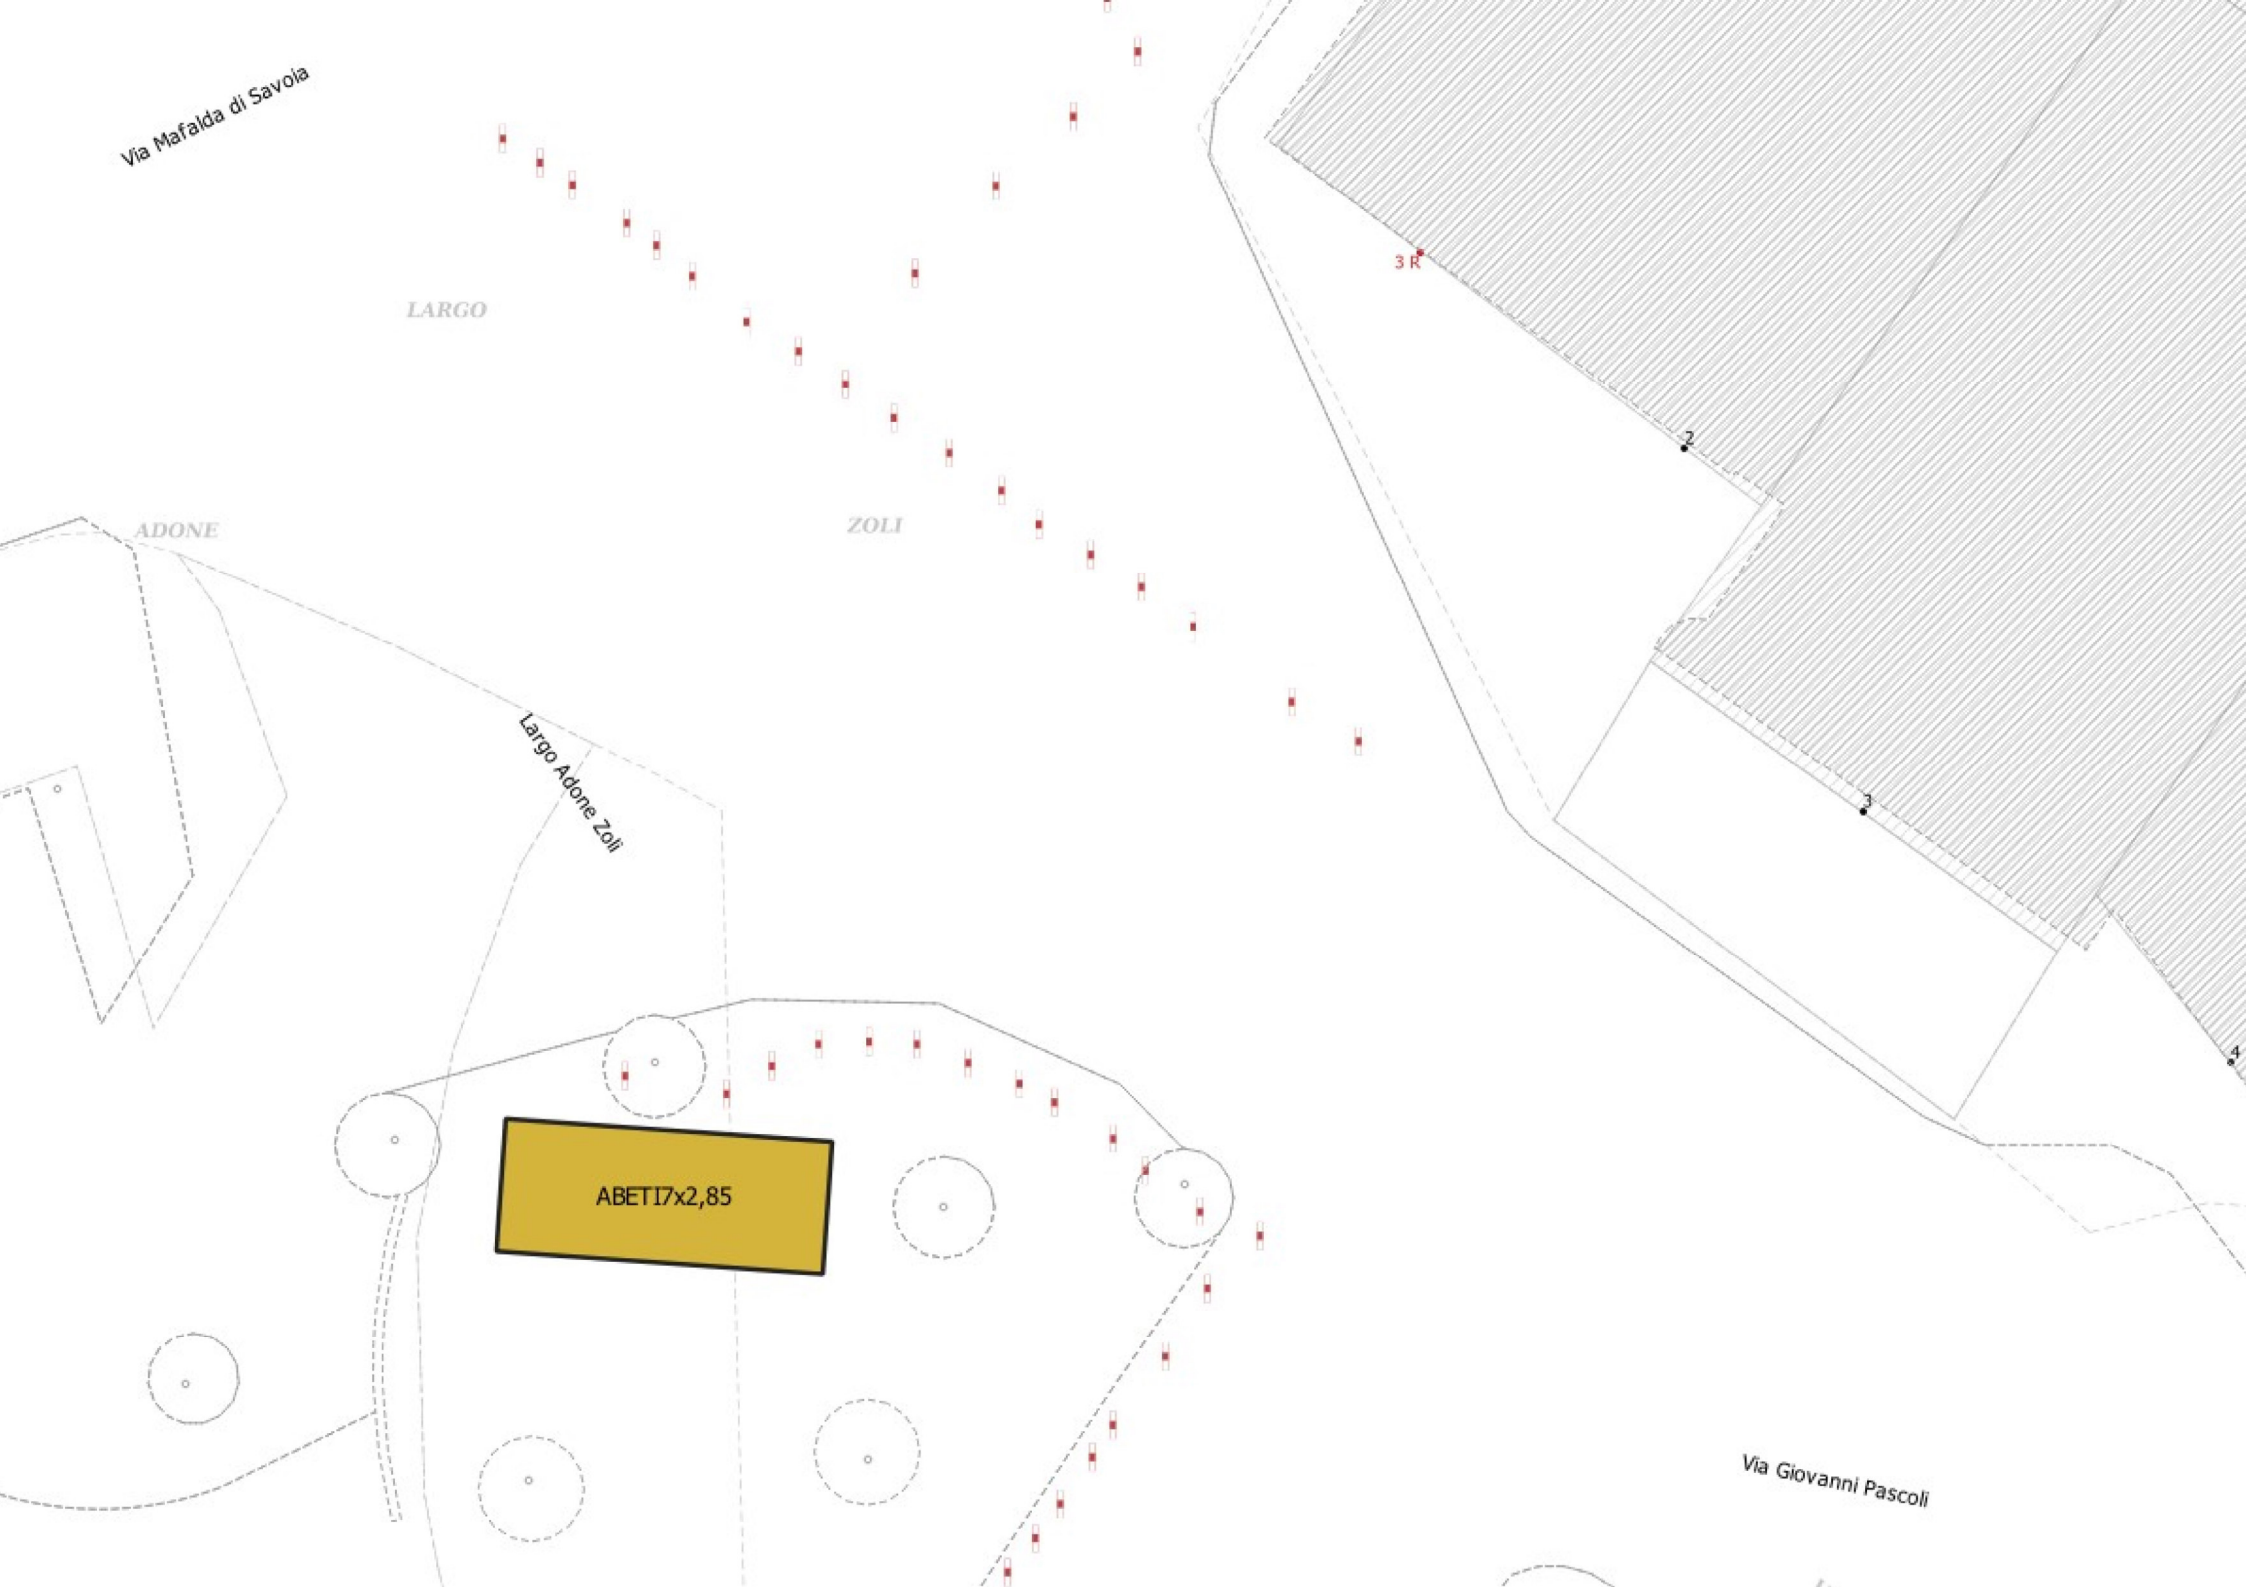 Via Mafalda di Savoia
3 R
LARGO
2
ADONE
ZOLI
Largo Adone Zoli
3
4
ABETI7x2,85
Via Giovanni Pascoli